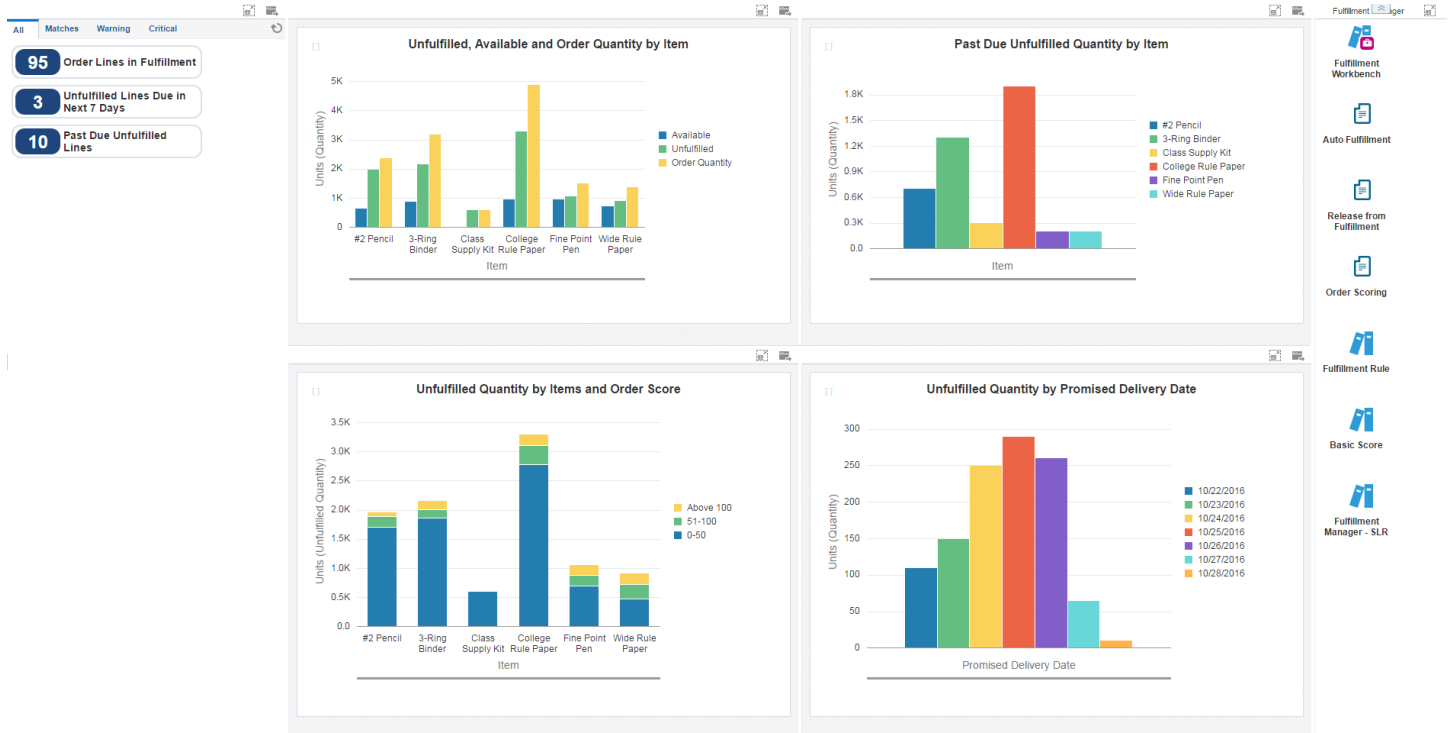 All
Matches
Warning
Critical
95
Order Lines in Fulfillment
3
Unfulfilled Lines Due in
Next 7 Days
10
Past Due Unfulfilled
Lines
Unfulfilled, Available and Order Quantity by Item
Units (Quantity)
5K
4K
3K
2K
1K
0
#2 Pencil
3-Ring
Binder
Class
Supply Kit
College
Rule Paper
Fine Point
Pen
Wide Rule
Paper
Item
Available
Unfulfilled
Order Quantity
Past Due Unfulfilled Quantity by Item
Units (Quantity)
1.8K
1.5K
1.2K
0.9K
0.6K
0.3K
0.0
Item
#2 Pencil
3-Ring Binder
Class Supply Kit
College Rule Paper
Fine Point Pen
Wide Rule Paper
Unfulfilled Quantity by Items and Order Score
Units (Unfulfilled Quantity)
3.5K
3.0K
2.5K
2.0K
1.5K
1.0K
0.5K
0.0
#2 Pencil
3-Ring
Binder
Class
Supply Kit
College
Rule Paper
Fine Point
Pen
Wide Rule
Paper
Item
Above 100
51-100
0-50
Unfulfilled Quantity by Promised Delivery Date
Units (Quantity)
300
250
200
150
100
50
0
Promised Delivery Date
10/22/2016
10/23/2016
10/24/2016
10/25/2016
10/26/2016
10/27/2016
10/28/2016
Fulfillment
Fulfillment
Workbench
Auto Fulfillment
Release from
Fulfillment
Order Scoring
Fulfillment Rule
Basic Score
Fulfillment
Manager - SLR